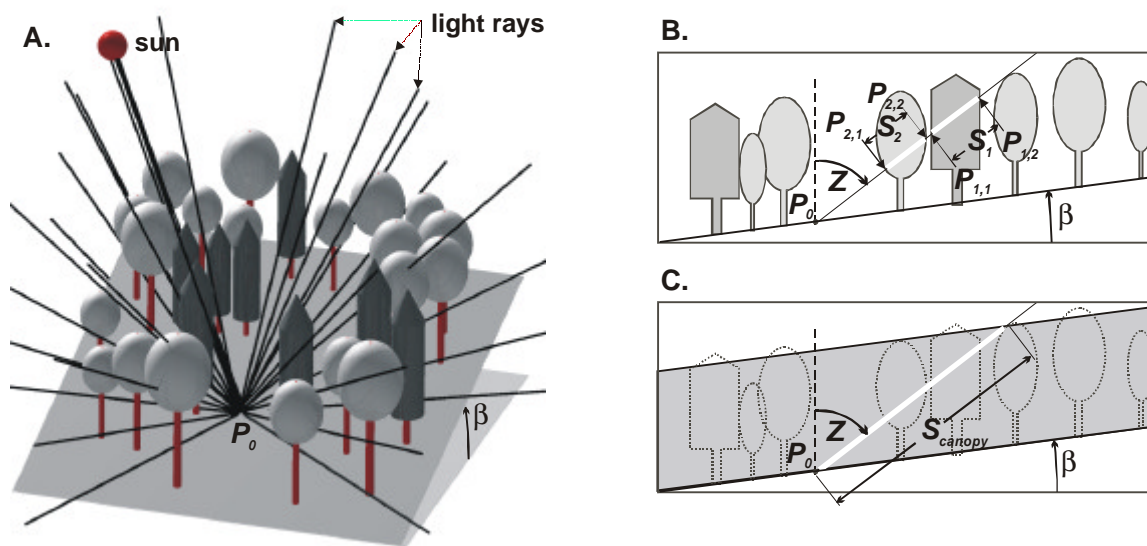 A.
sun
light rays
P0
β
B.
P2,2
P2,1
S2
S1
P1,2
Z
P1,1
P0
β
C.
Z
Scanopy
P0
β